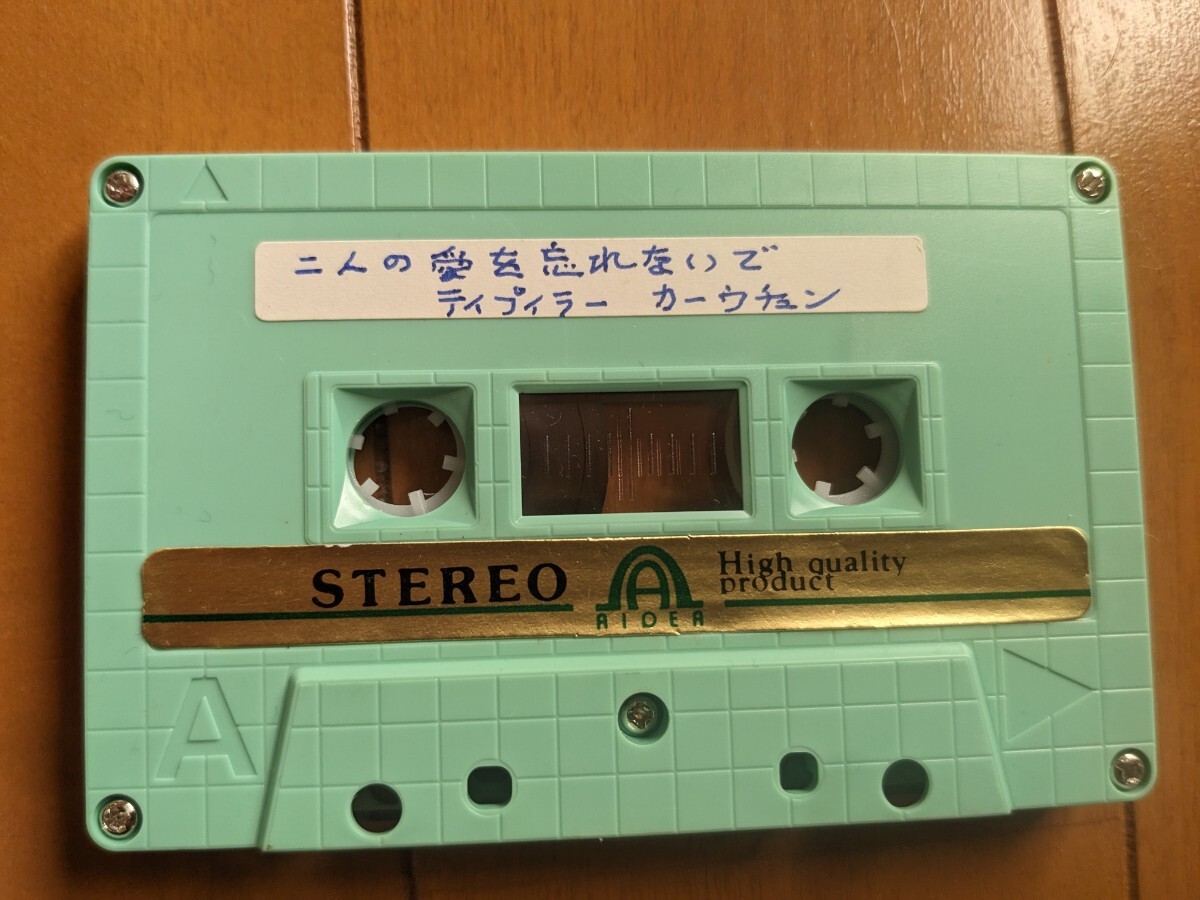 二人の愛を忘れないで
ティプィラー カーウチェン
STEREO
AIDEA
High quality
product
A